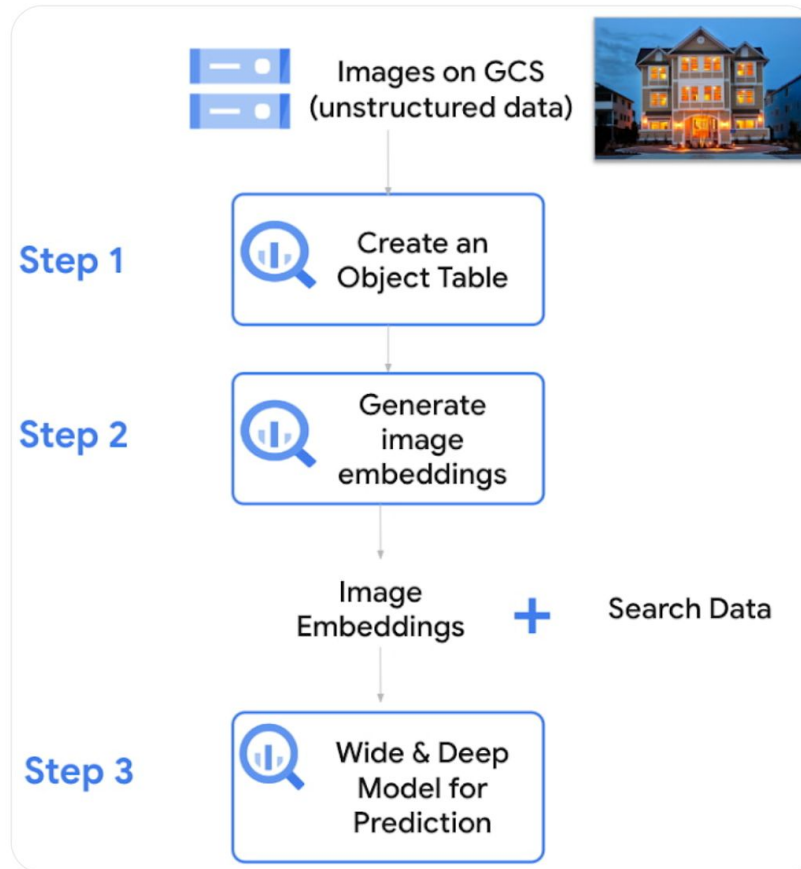 Images on GCS
(unstructured data)
Step 1
Create an
Object Table
Step 2
Generate
image
embeddings
Image
Embeddings
+
Search Data
Step 3
Wide & Deep
Model for
Prediction